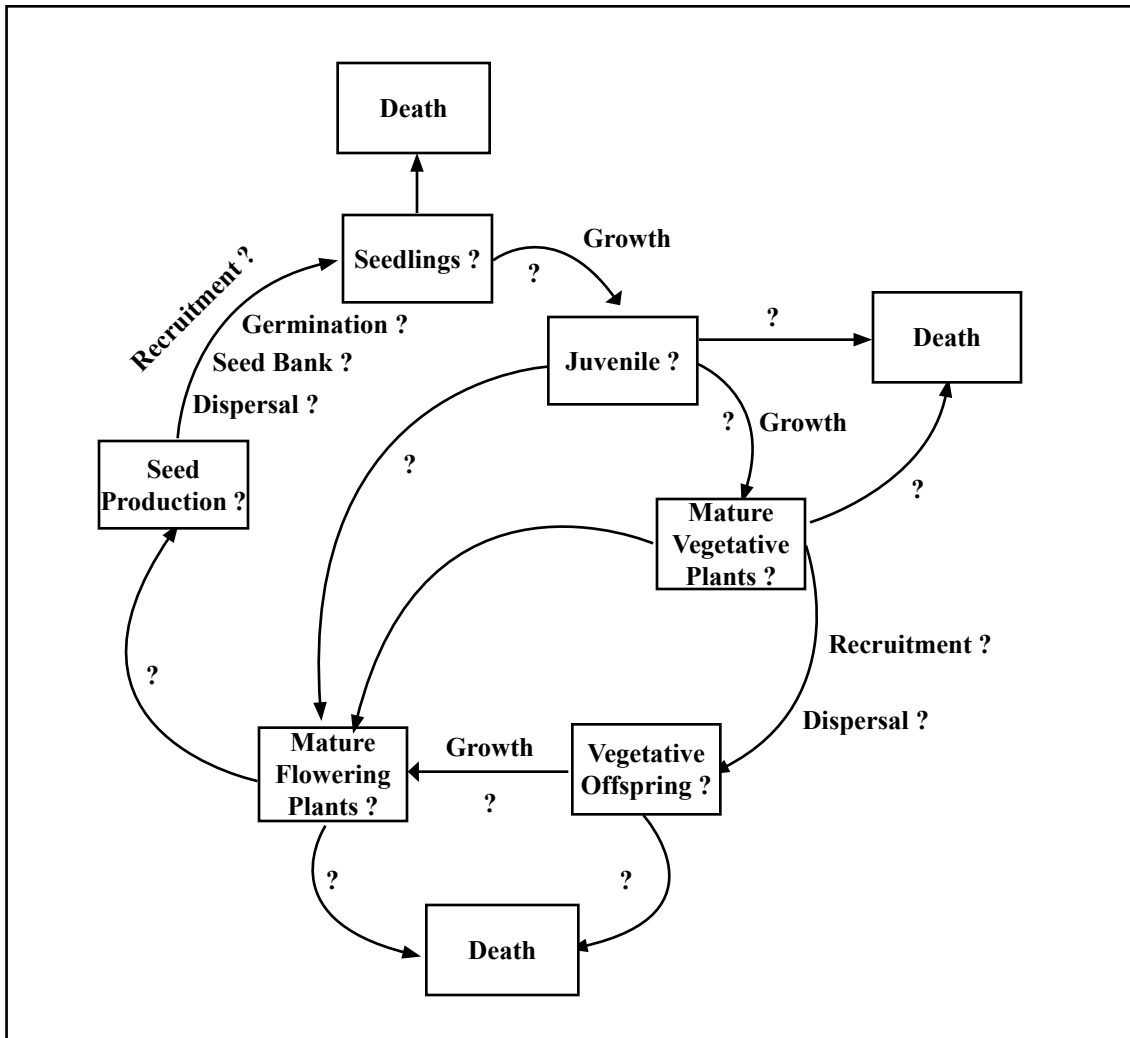 Death
Seedlings ?
Growth
?
Recruitment ?
Germination ?
Seed Bank ?
Dispersal ?
Juvenile ?
?
Death
?
Growth
?
Seed
Production ?
Mature
Vegetative
Plants ?
?
Recruitment ?
Dispersal ?
?
Mature
Flowering
Plants ?
Growth
?
Vegetative
Offspring ?
?
?
Death